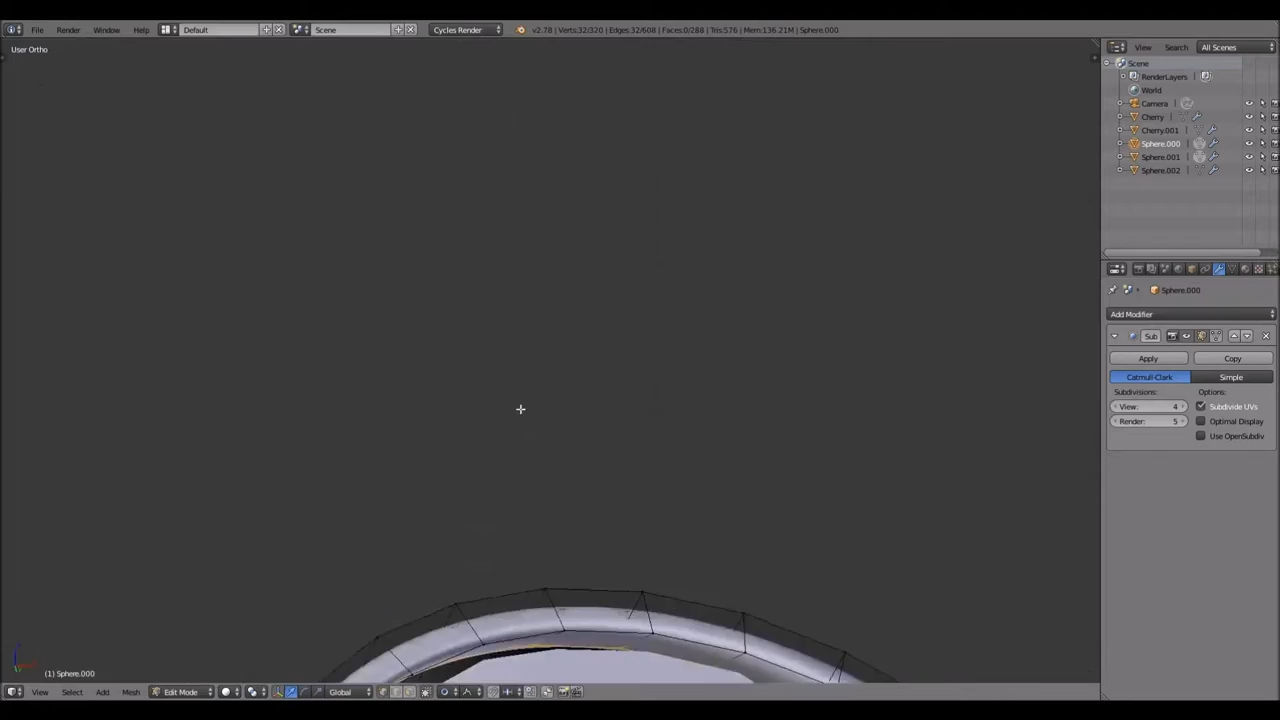 File Render Window Help Default Scene Cycles Render v2.78 | Verts:32/320 | Edges:32/608 | Faces:0/288 | Tris:576 | Mem:136.21M | Sphere.000
User Ortho
View Search All Scenes
Scene
RenderLayers
World
Camera
Cherry
Cherry.001
Sphere.000
Sphere.001
Sphere.002
Sphere.000
Add Modifier
Sub
Apply Copy
Catmull-Clark Simple
Subdivisions: Options:
View: 4 Subdivide UVs
Render: 5 Optimal Display
Use OpenSubdiv
(1) Sphere.000
View Select Add Mesh Edit Mode Global